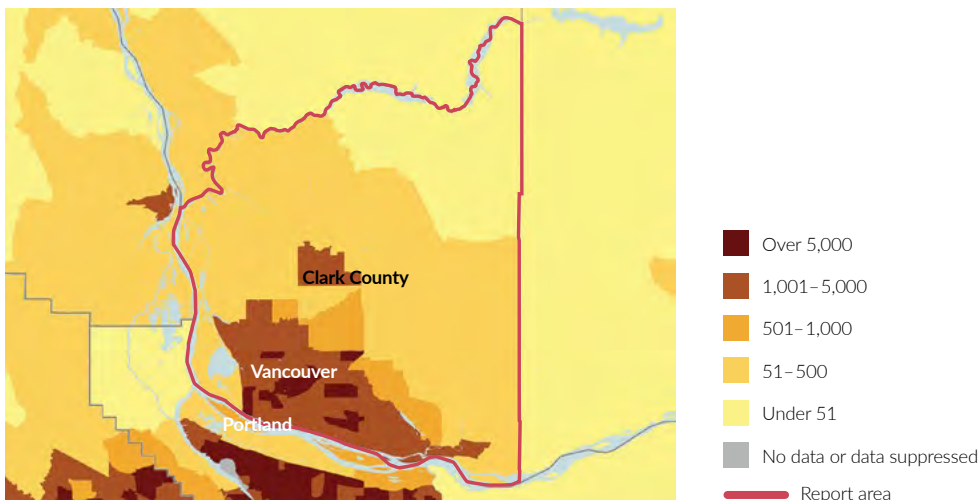 Clark County
Vancouver
Portland
Over 5,000
1,001–5,000
501–1,000
51–500
Under 51
No data or data suppressed
Report area